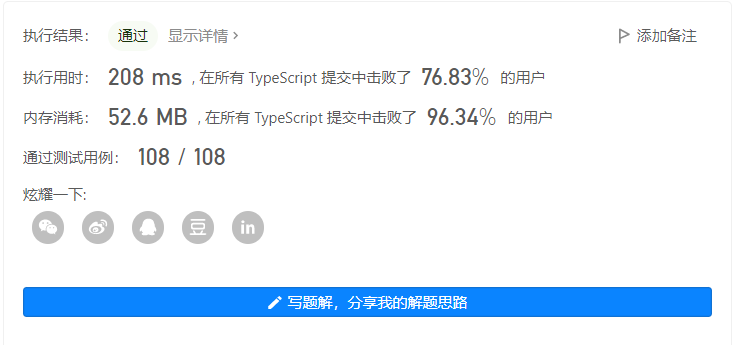 执行结果： 通过 显示详情 › 添加备注
执行用时： 208 ms , 在所有 TypeScript 提交中击败了 76.83% 的用户
内存消耗： 52.6 MB , 在所有 TypeScript 提交中击败了 96.34% 的用户
通过测试用例： 108 / 108
炫耀一下:
豆 in
写题解，分享我的解题思路